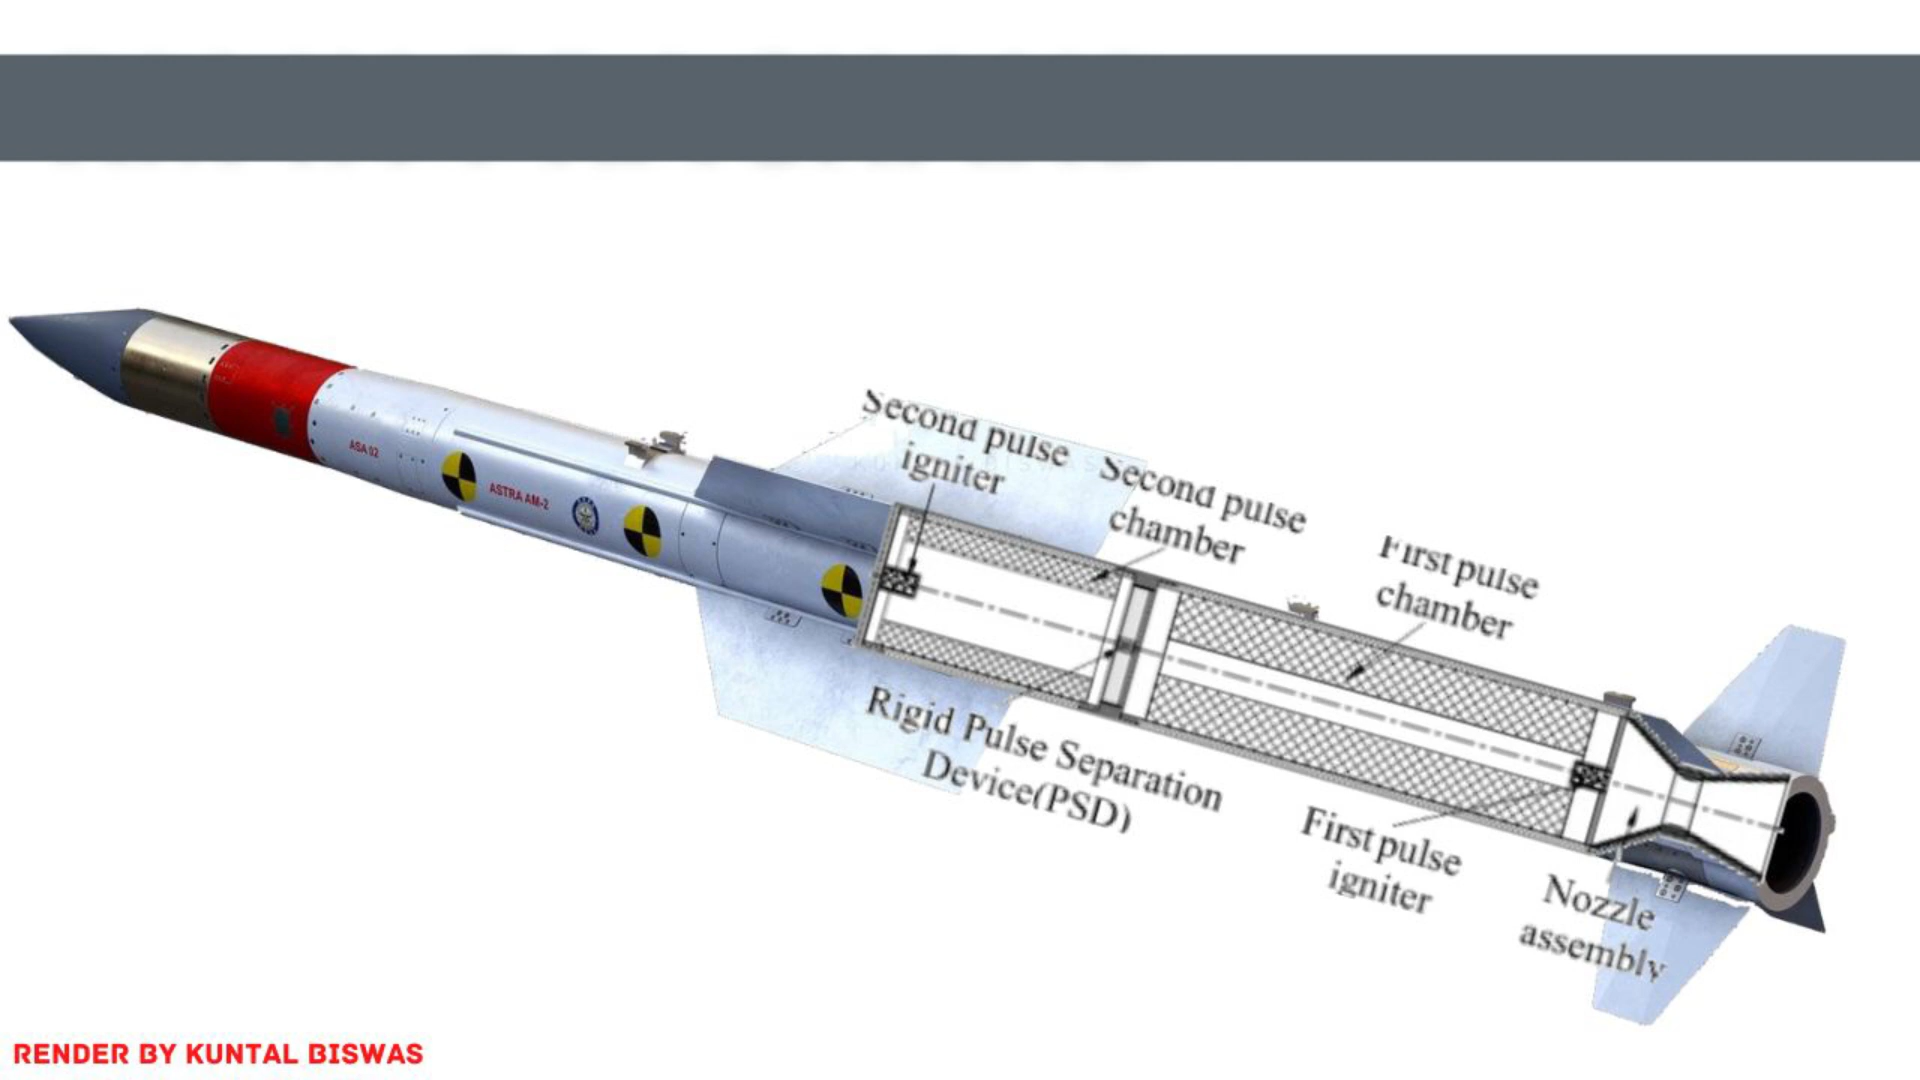 Second pulse
igniter
Second pulse
chamber
First pulse
chamber
ASA 02
ASTRA AM-2
Rigid Pulse Separation
Device(PSD)
First pulse
igniter
Nozzle
assembly
RENDER BY KUNTAL BISWAS